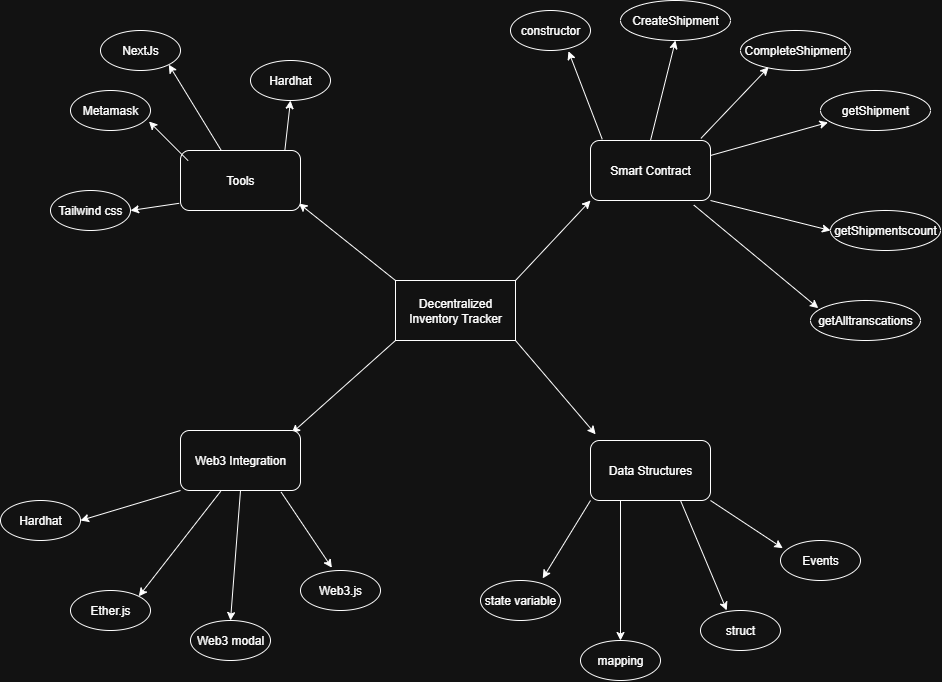 CreateShipment
constructor
NextJs
CompleteShipment
Hardhat
Metamask
getShipment
Smart Contract
Tools
Tailwind css
getShipmentscount
Decentralized
Inventory Tracker
getAlltranscations
Web3 Integration
Data Structures
Hardhat
Events
Web3.js
state variable
Ether.js
struct
Web3 modal
mapping